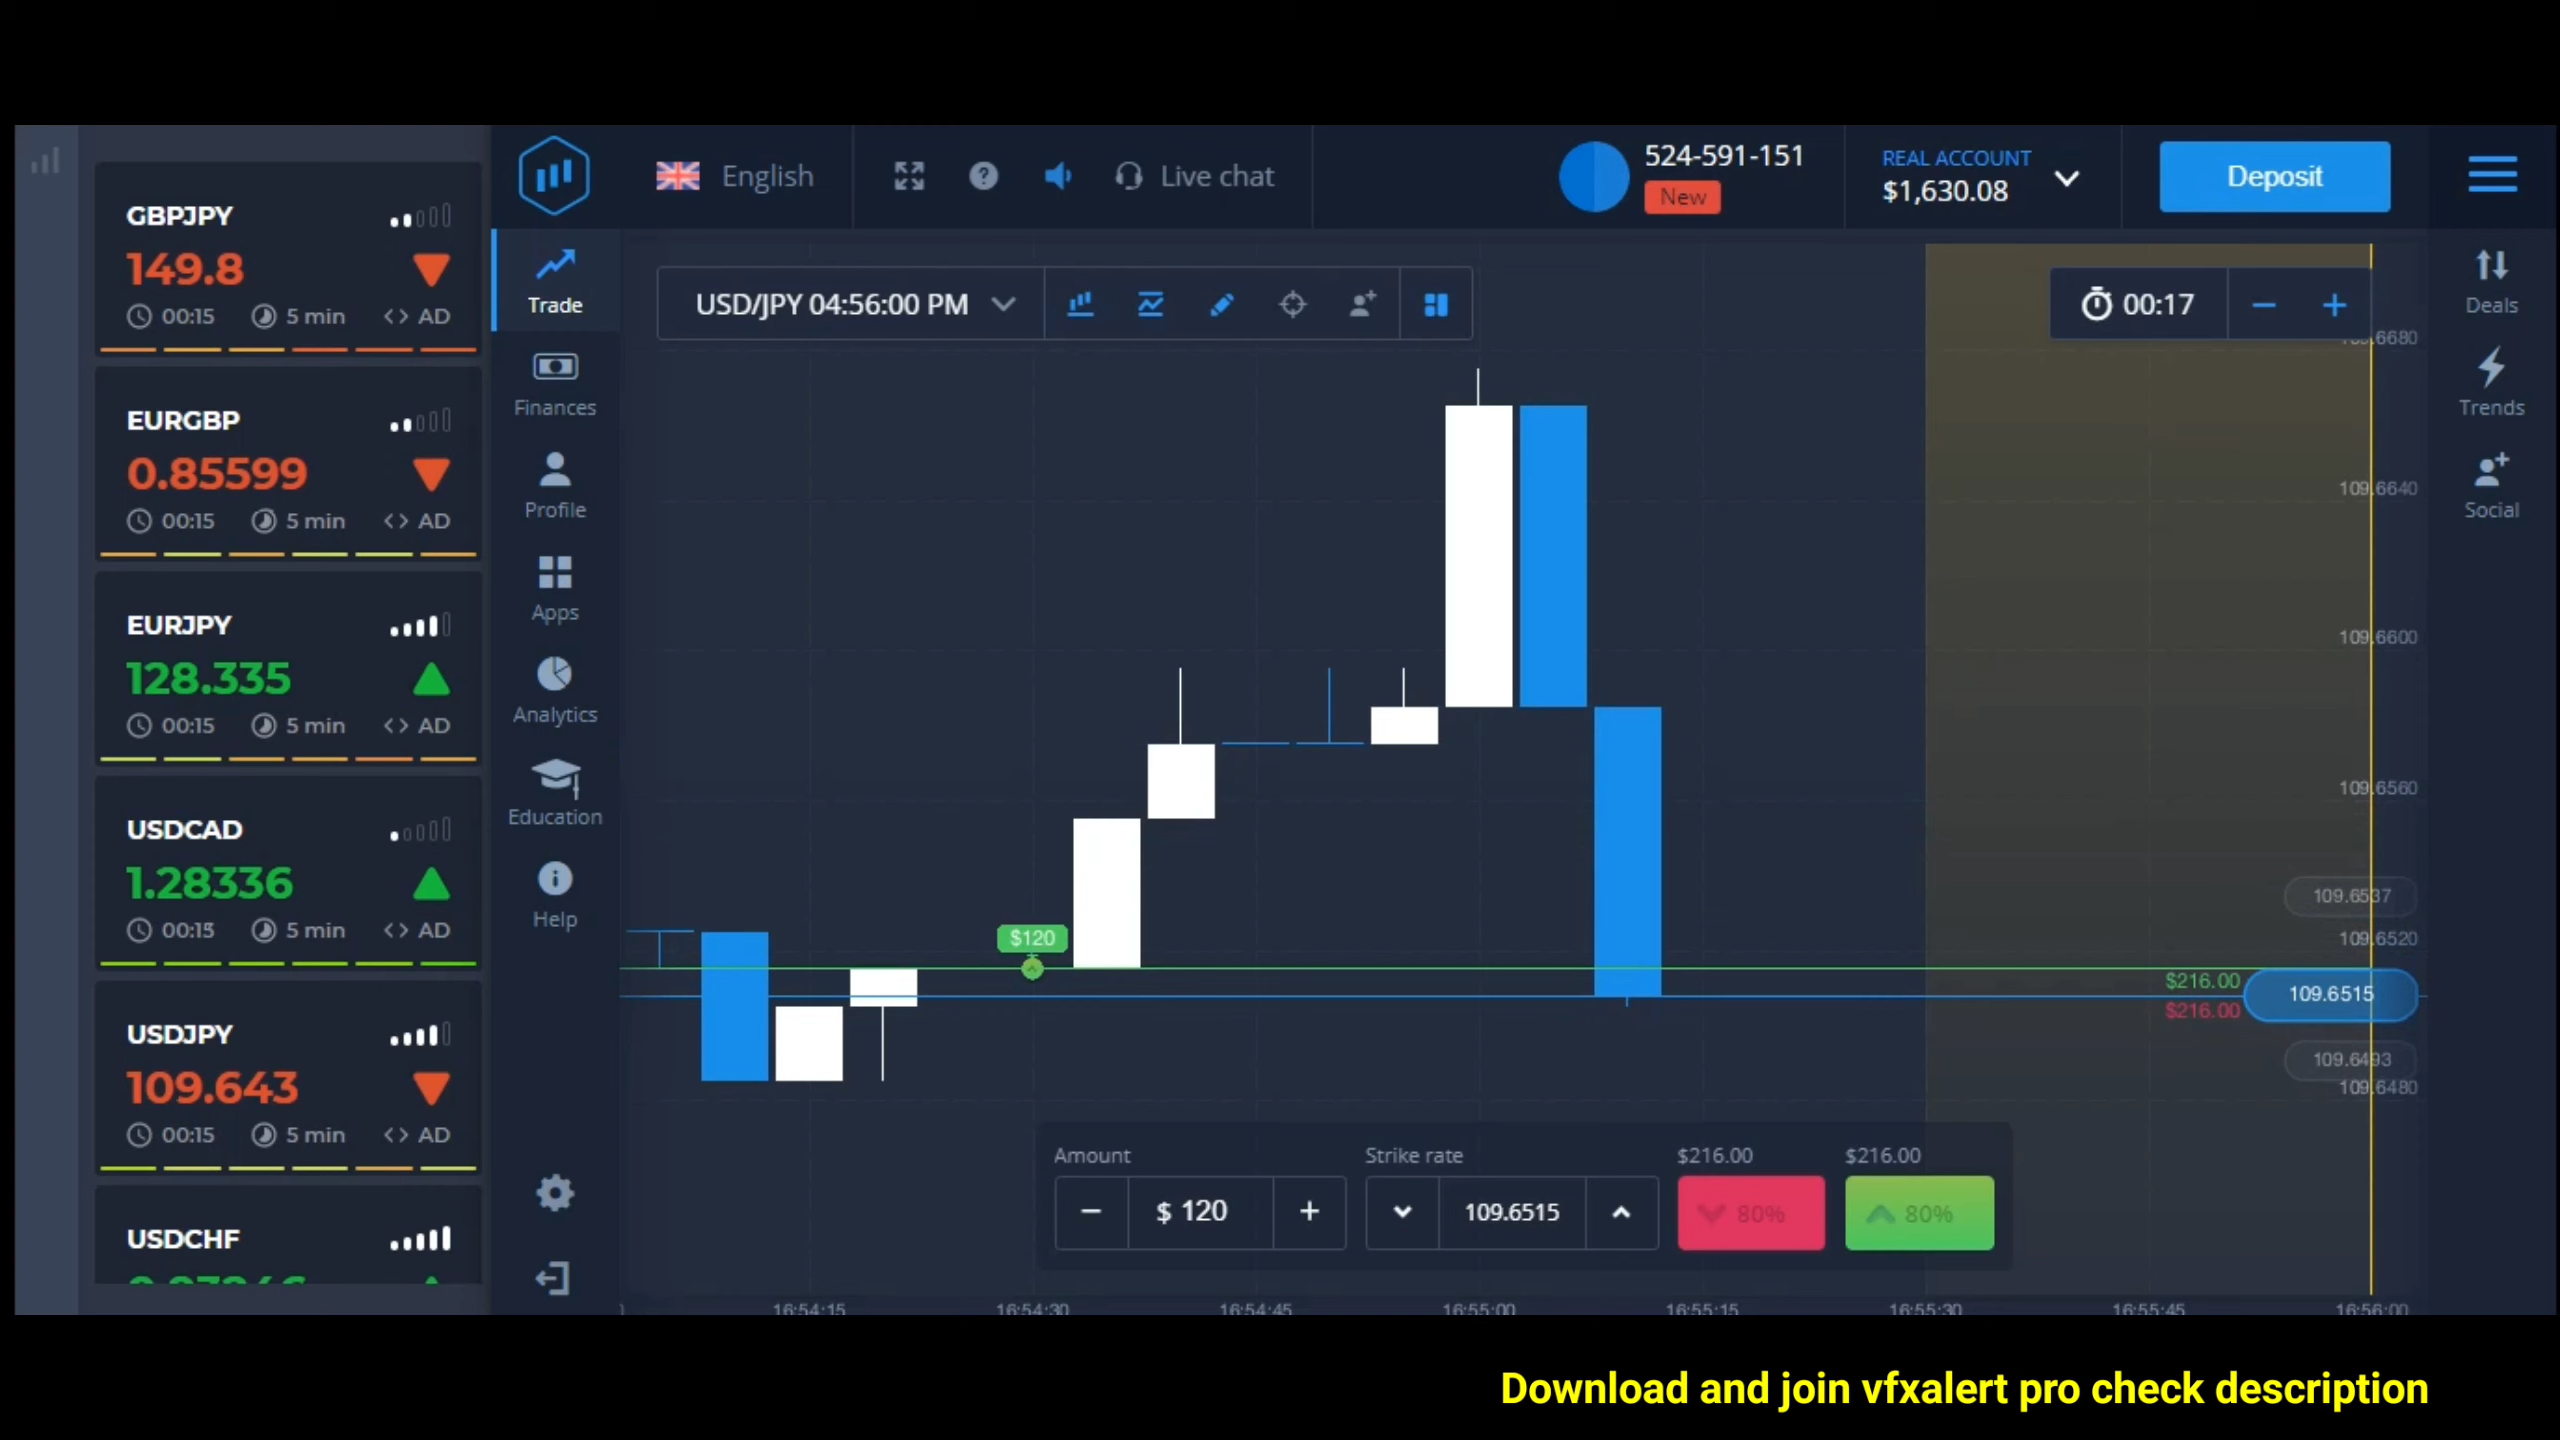 GBPJPY
149.8
00:15 5 min <> AD
EURGBP
0.85599
00:15 5 min <> AD
EURJPY
128.335
00:15 5 min <> AD
USDCAD
1.28336
00:15 5 min <> AD
USDJPY
109.643
00:15 5 min <> AD
USDCHF
English
Live chat
524-591-151
New
REAL ACCOUNT
$1,630.08
Deposit
Trade
Finances
Profile
Apps
Analytics
Education
Help
USD/JPY 04:56:00 PM
00:17
Deals
Trends
Social
109.6640
109.6600
109.6560
109.6537
109.6520
$120
$216.00
109.6515
$216.00
109.6493
109.6480
Amount
$ 120
Strike rate
109.6515
$216.00
80%
$216.00
80%
16:54:15 16:54:30 16:54:45 16:55:00 16:55:15 16:55:30 16:55:45 16:56:00
Download and join vfxalert pro check description